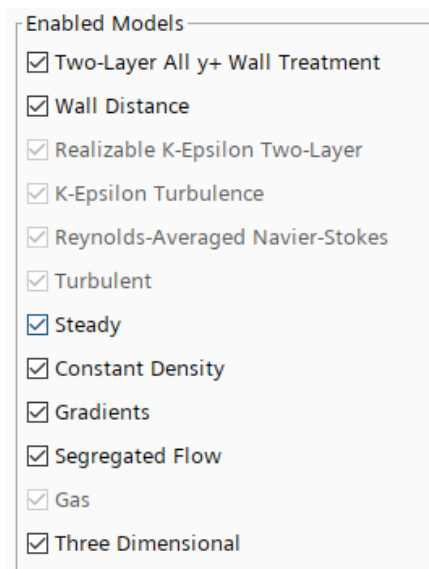 Enabled Models
Two-Layer All y+ Wall Treatment
Wall Distance
Realizable K-Epsilon Two-Layer
K-Epsilon Turbulence
Reynolds-Averaged Navier-Stokes
Turbulent
Steady
Constant Density
Gradients
Segregated Flow
Gas
Three Dimensional